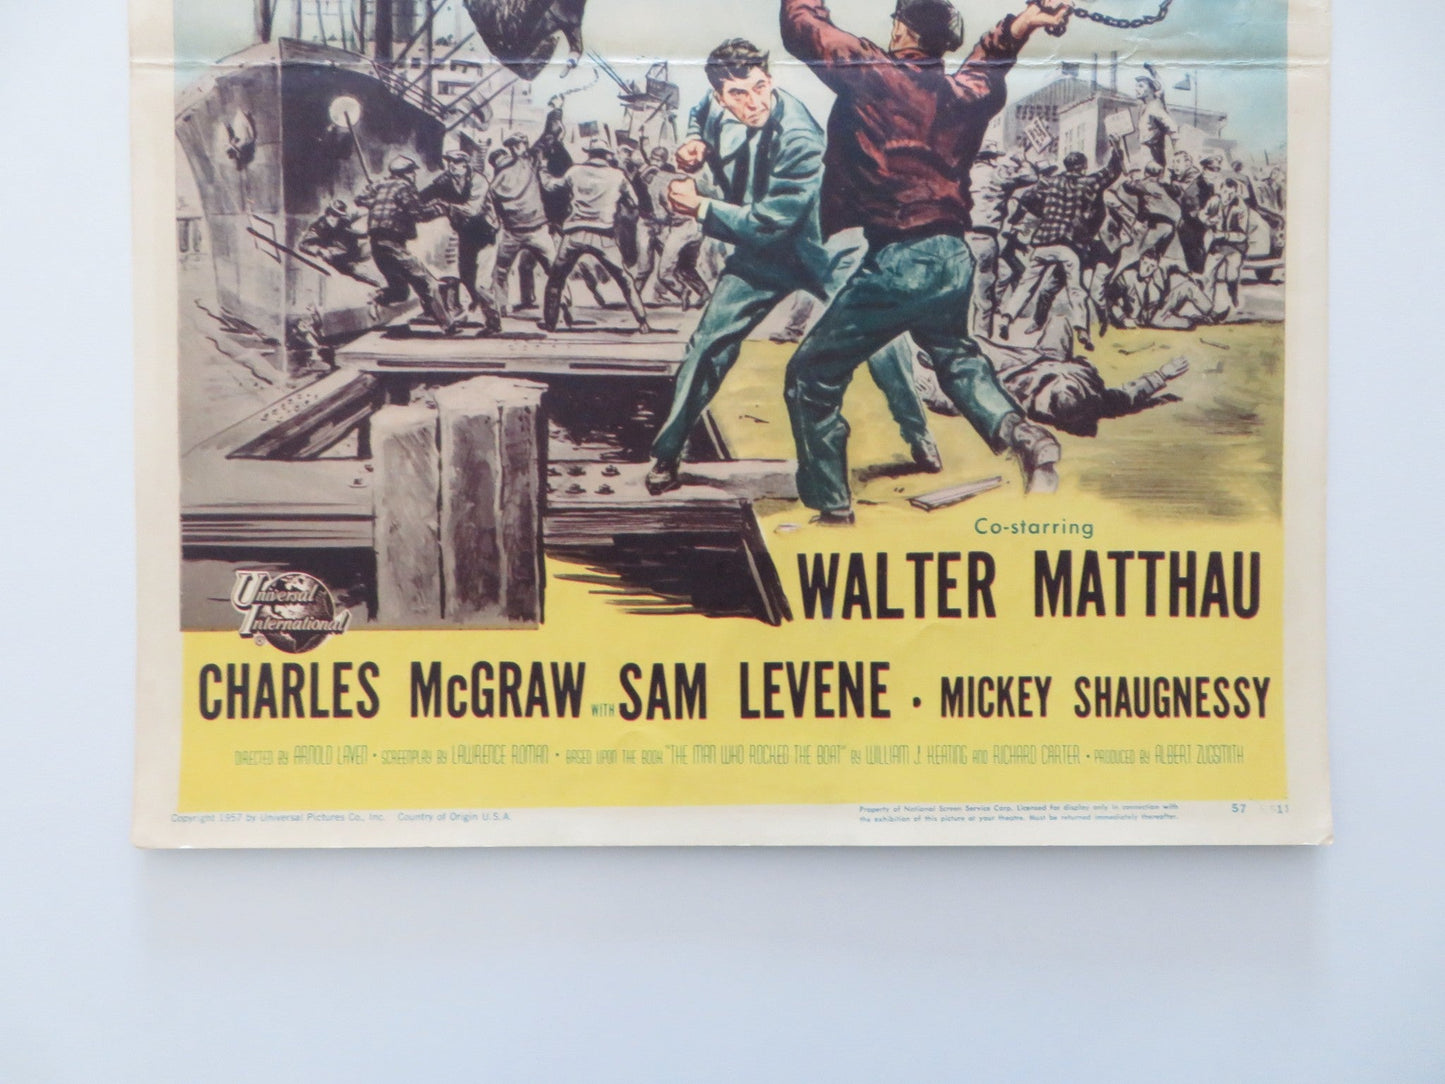 Co-starring
WALTER MATTHAU
Universal
International
CHARLES McGRAW WITH SAM LEVENE • MICKEY SHAUGNESSY
DIRECTED BY ARNOLD LAVEN • SCREENPLAY BY LAWRENCE ROMAN • BASED UPON THE BOOK "THE MAN WHO ROCKED THE BOAT" BY WILLIAM J. KEATING AND RICHARD CARTER • PRODUCED BY ALBERT ZUGSMITH
Copyright 1957 by Universal Pictures Co., Inc. Country of Origin U.S.A.
Property of National Screen Service Corp. Licensed for display only in connection with
the exhibition of this picture at your theatre. Must be returned immediately thereafter.
57